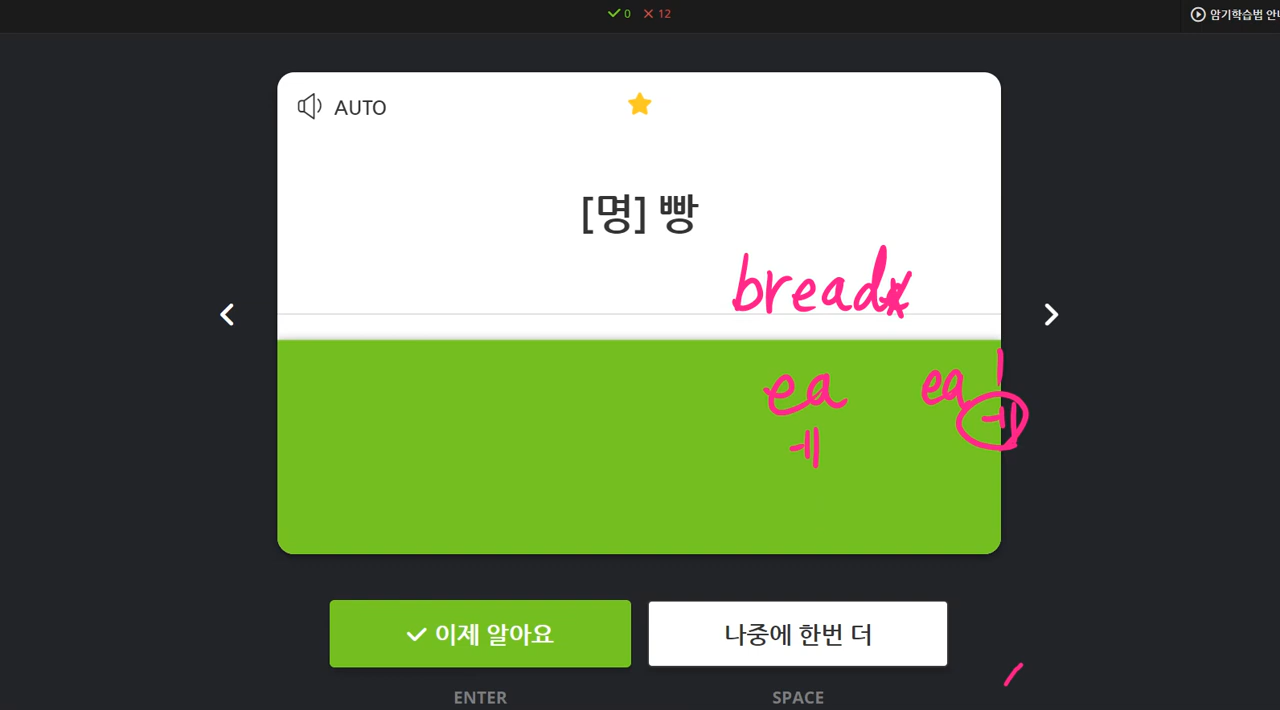 0 12
암기학습법 안
AUTO
[명] 빵
bread
ea ea ㅣ
ㅔ ㅔ
이제 알아요 나중에 한번 더
ENTER SPACE